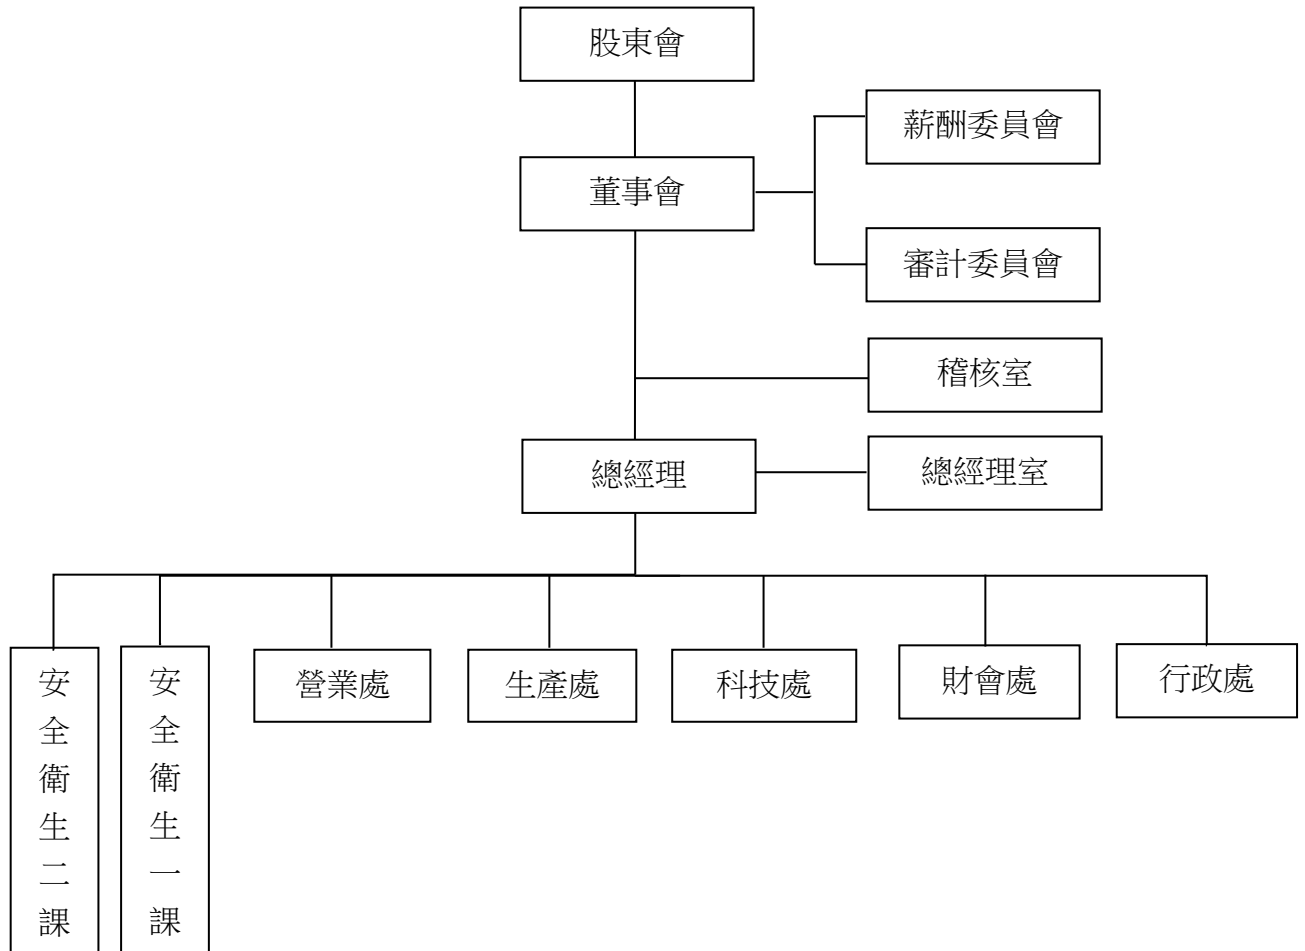 股東會
薪酬委員會
董事會
審計委員會
稽核室
總經理
總經理室
安全衛生二課
安全衛生一課
營業處
生產處
科技處
財會處
行政處